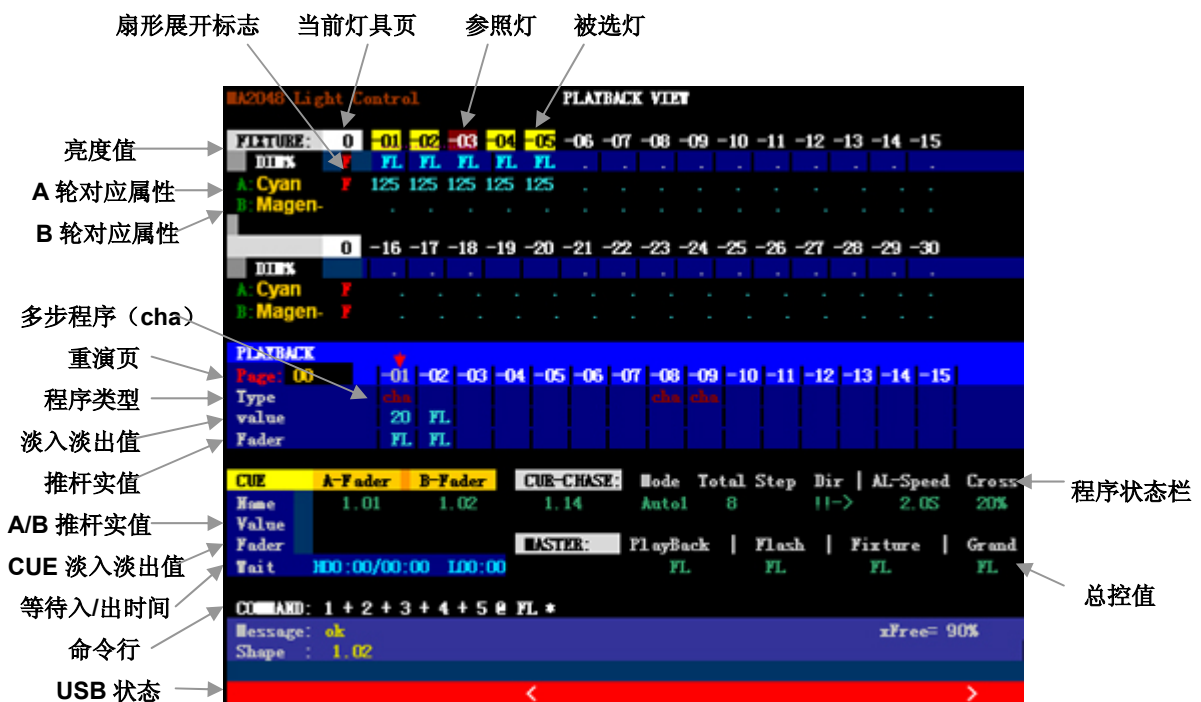 扇形展开标志 当前灯具页 参照灯 被选灯
MA2048 Light Control PLAYBACK VIEW
FIXTURE: 0 -01 -02 -03 -04 -05 -06 -07 -08 -09 -10 -11 -12 -13 -14 -15
亮度值 DIM% F FL FL FL FL FL . . . . . . . . . .
A 轮对应属性 A: Cyan F 125 125 125 125 125 . . . . . . . . . .
B 轮对应属性 B: Magen- . . . . . . . . . . . . . .
0 -16 -17 -18 -19 -20 -21 -22 -23 -24 -25 -26 -27 -28 -29 -30
DIM% . . . . . . . . . . . . . . .
A: Cyan F . . . . . . . . . . . . . . .
B: Magen- F . . . . . . . . . . . . . . .
多步程序（cha）
PLAYBACK
重演页 Page: 00 -01 -02 -03 -04 -05 -06 -07 -08 -09 -10 -11 -12 -13 -14 -15
程序类型 Type cha cha cha
淡入淡出值 value 20 FL
推杆实值 Fader FL FL
CUE A-Fader B-Fader CUE-CHASE: Mode Total Step Dir | AL-Speed Cross
程序状态栏
Name 1.01 1.02 1.14 Auto1 8 !!-> 2.0S 20%
A/B 推杆实值 Value
CUE 淡入淡出值 Fader MASTER: PlayBack | Flash | Fixture | Grand
等待入/出时间 Wait H00:00/00:00 L00:00 FL FL FL FL
总控值
命令行 COMMAND: 1 + 2 + 3 + 4 + 5 @ FL *
Message: ok xFree= 90%
Shape : 1.02
USB 状态 < >